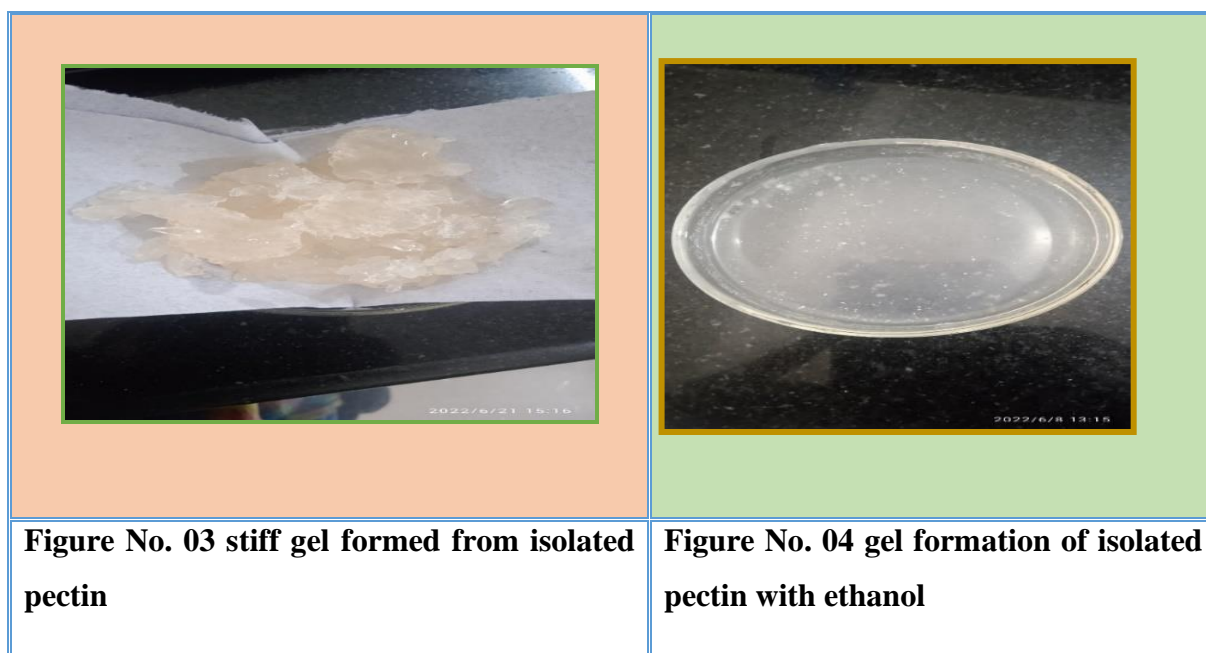 2022/6/21 15:16
2022/6/8 13:15
Figure No. 03 stiff gel formed from isolated
pectin
Figure No. 04 gel formation of isolated
pectin with ethanol